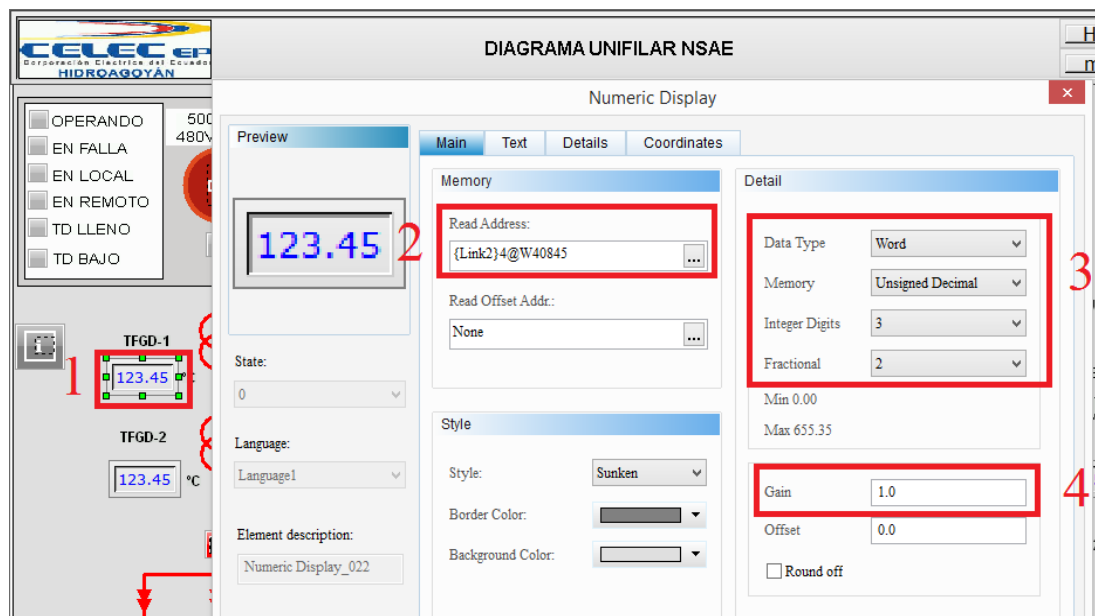 CELEC EP
Corporación Eléctrica del Ecuador
HIDROAGOYÁN
DIAGRAMA UNIFILAR NSAE
H
Numeric Display
OPERANDO
EN FALLA
EN LOCAL
EN REMOTO
TD LLENO
TD BAJO
500
480V
1
TFGD-1
123.45 °C
TFGD-2
123.45 °C
Preview
123.45
State:
0
Language:
Language1
Element description:
Numeric Display_022
Main Text Details Coordinates
Memory
2
Read Address:
{Link2}4@W40845
...
Read Offset Addr.:
None
...
Style
Style: Sunken
Border Color:
Background Color:
Detail
3
Data Type Word
Memory Unsigned Decimal
Integer Digits 3
Fractional 2
Min 0.00
Max 655.35
4
Gain 1.0
Offset 0.0
Round off